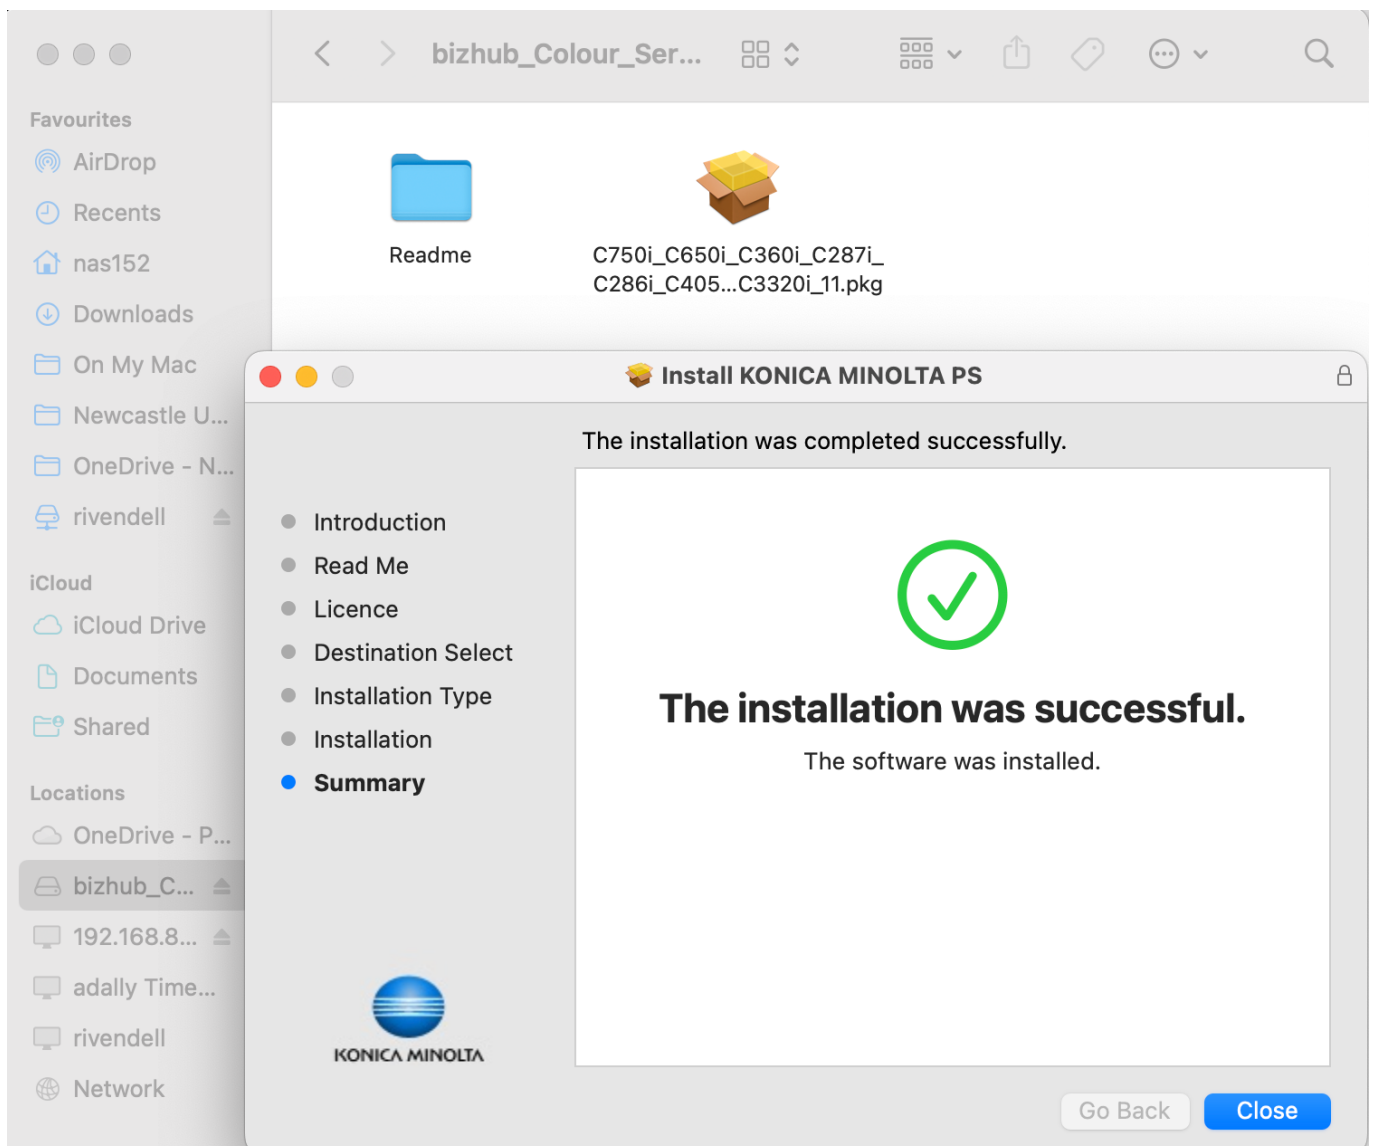 bizhub_Colour_Ser...
Favourites
AirDrop
Recents
nas152
Downloads
On My Mac
Newcastle U...
OneDrive - N...
rivendell
iCloud
iCloud Drive
Documents
Shared
Locations
OneDrive - P...
bizhub_C...
192.168.8...
adally Time...
rivendell
Network
Readme
C750i_C650i_C360i_C287i_
C286i_C405...C3320i_11.pkg
Install KONICA MINOLTA PS
The installation was completed successfully.
Introduction
Read Me
Licence
Destination Select
Installation Type
Installation
Summary
KONICA MINOLTA
The installation was successful.
The software was installed.
Go Back
Close